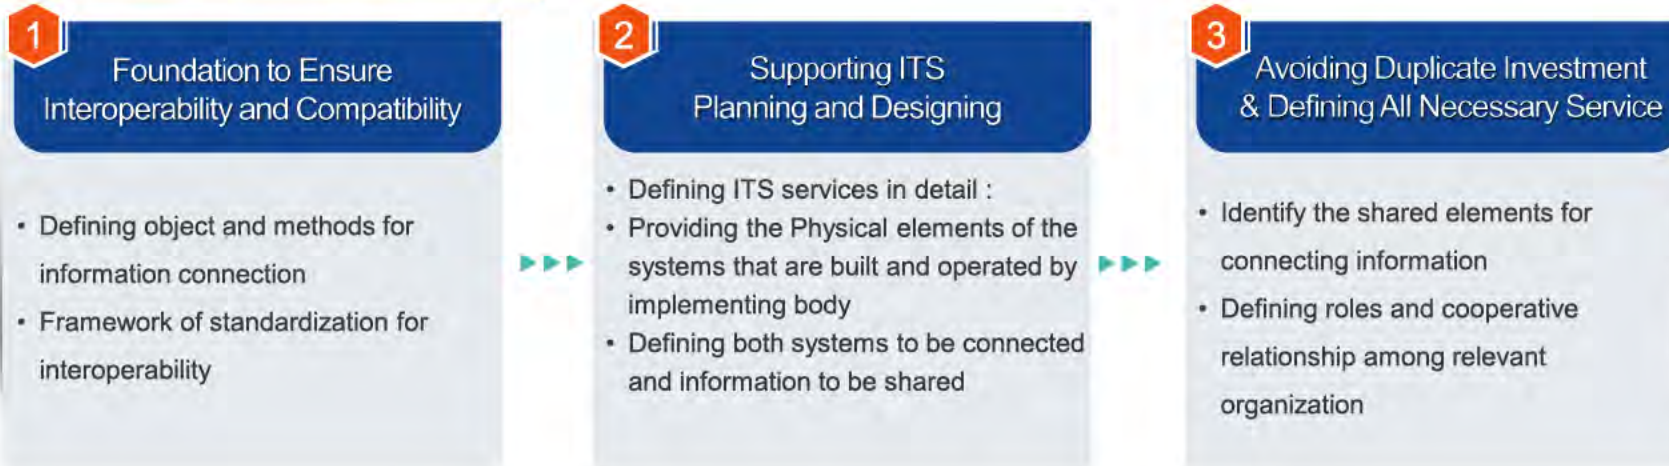 1
Foundation to Ensure
Interoperability and Compatibility
• Defining object and methods for
information connection
• Framework of standardization for
interoperability
2
Supporting ITS
Planning and Designing
• Defining ITS services in detail :
• Providing the Physical elements of the
systems that are built and operated by
implementing body
• Defining both systems to be connected
and information to be shared
3
Avoiding Duplicate Investment
& Defining All Necessary Service
• Identify the shared elements for
connecting information
• Defining roles and cooperative
relationship among relevant
organization